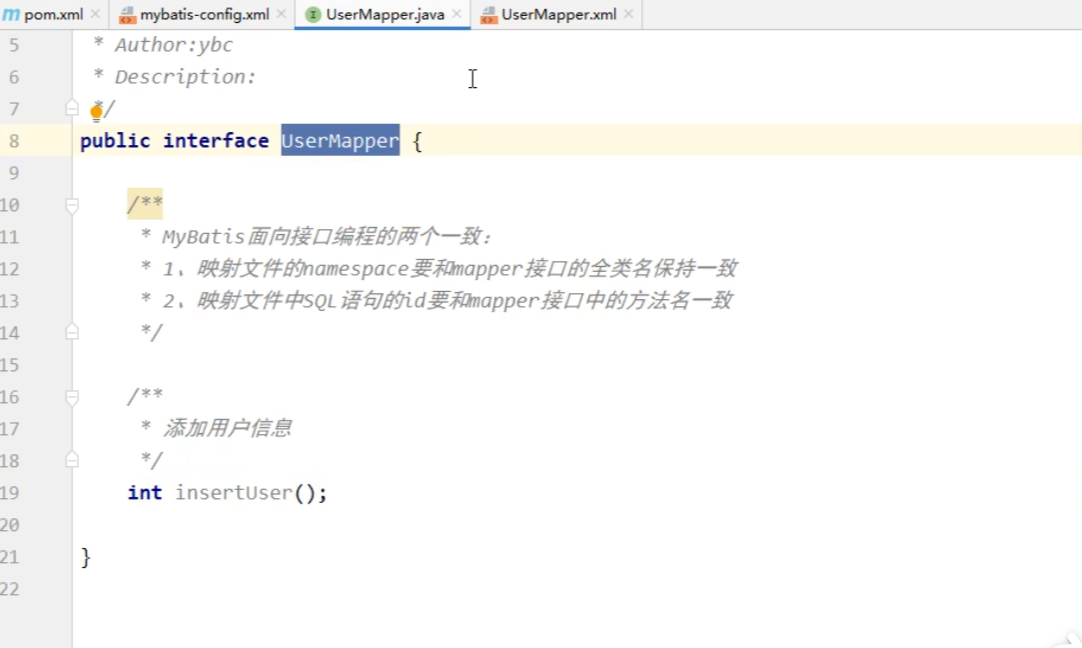 pom.xml mybatis-config.xml UserMapper.java UserMapper.xml
5 * Author:ybc
6 * Description:
7 */
8 public interface UserMapper {
9
10 /**
11 * MyBatis面向接口编程的两个一致：
12 * 1、映射文件的namespace要和mapper接口的全类名保持一致
13 * 2、映射文件中SQL语句的id要和mapper接口中的方法名一致
14 */
15
16 /**
17 * 添加用户信息
18 */
19 int insertUser();
20
21 }
22